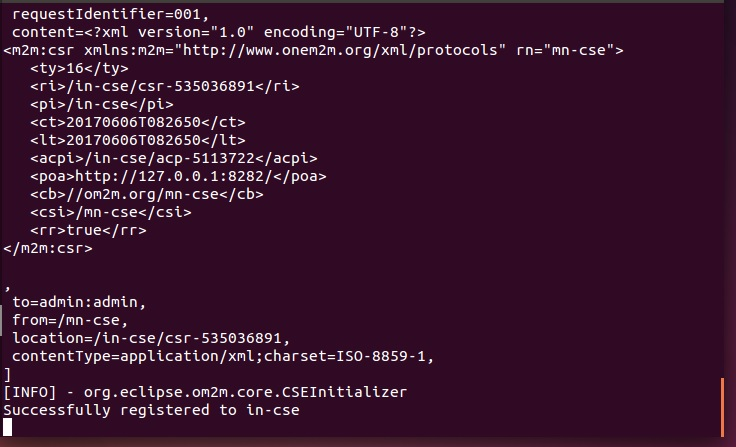 requestIdentifier=001,
content=<?xml version="1.0" encoding="UTF-8"?>
<m2m:csr xmlns:m2m="http://www.onem2m.org/xml/protocols" rn="mn-cse">
<ty>16</ty>
<ri>/in-cse/csr-535036891</ri>
<pi>/in-cse</pi>
<ct>20170606T082650</ct>
<lt>20170606T082650</lt>
<acpi>/in-cse/acp-5113722</acpi>
<poa>http://127.0.0.1:8282/</poa>
<cb>//om2m.org/mn-cse</cb>
<csi>/mn-cse</csi>
<rr>true</rr>
</m2m:csr>
,
to=admin:admin,
from=/mn-cse,
location=/in-cse/csr-535036891,
contentType=application/xml;charset=ISO-8859-1,
]
[INFO] - org.eclipse.om2m.core.CSEInitializer
Successfully registered to in-cse